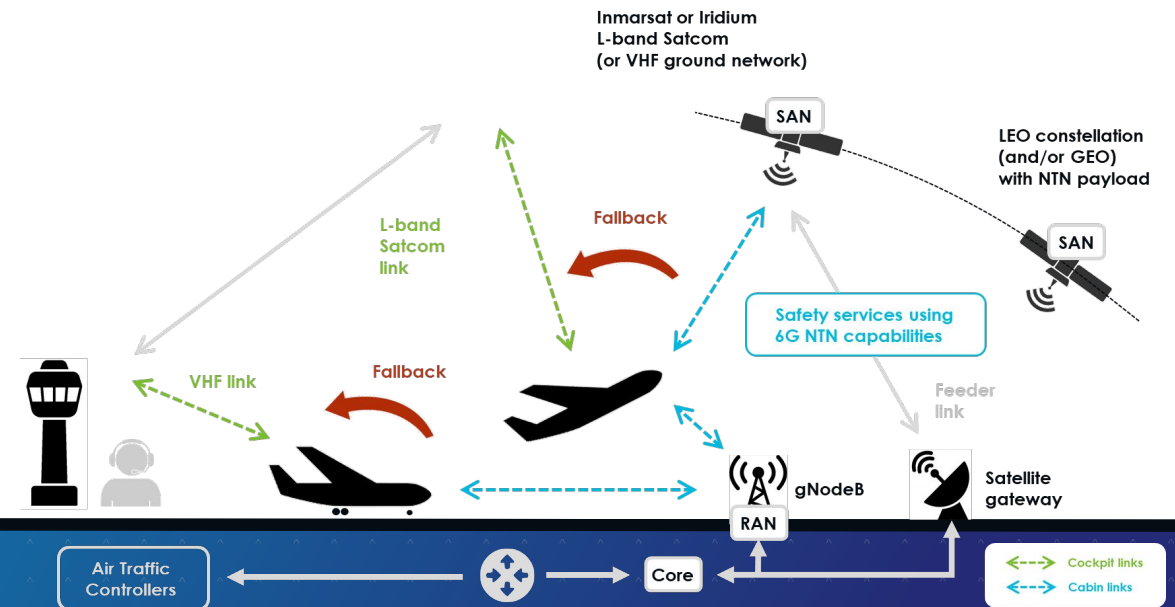 Inmarsat or Iridium
L-band Satcom
(or VHF ground network)
SAN
LEO constellation
(and/or GEO)
with NTN payload
L-band
Satcom
link
Fallback
SAN
Safety services using
6G NTN capabilities
VHF link
Fallback
Feeder
link
gNodeB
Satellite
gateway
RAN
Air Traffic
Controllers
Core
Cockpit links
Cabin links